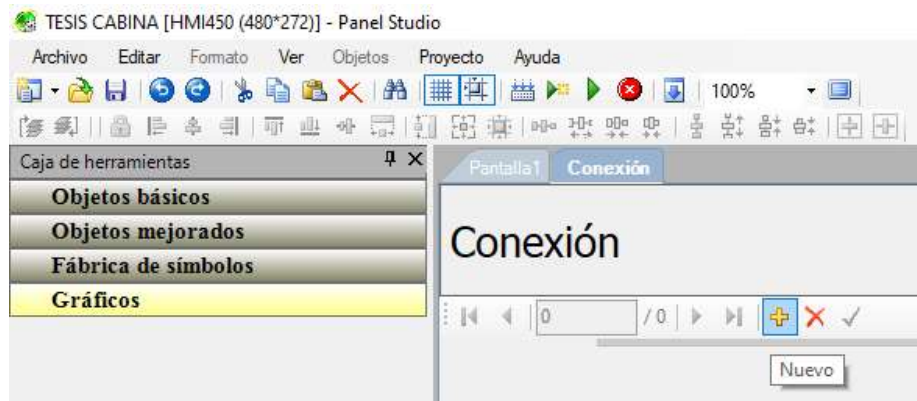 TESIS CABINA [HMI450 (480*272)] - Panel Studio
Archivo Editar Formato Ver Objetos Proyecto Ayuda
100%
Caja de herramientas
Pantalla1 Conexión
Objetos básicos
Objetos mejorados
Fábrica de símbolos
Gráficos
Conexión
0 / 0
Nuevo